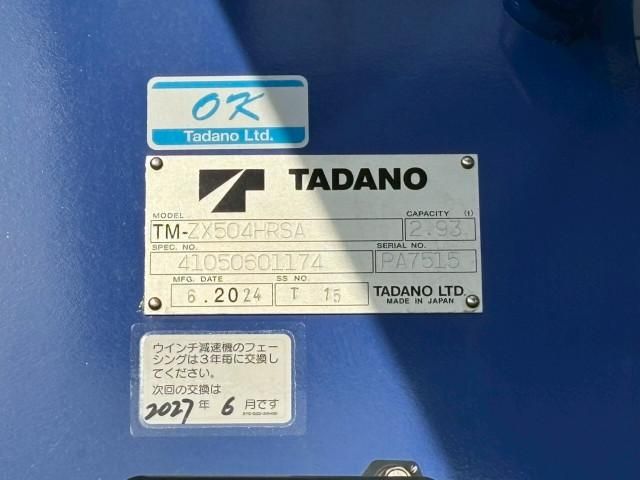 OK
Tadano Ltd.
TADANO
MODEL
TM-ZX504HRSA
CAPACITY (t)
2.93
SPEC. NO.
41050601174
SERIAL NO.
PA7515
MFG. DATE
6.2024
SS NO.
T 15
TADANO LTD.
MADE IN JAPAN
ウインチ減速機のフェー
シングは3年毎に交換し
てください。
次回の交換は
2027年 6月です